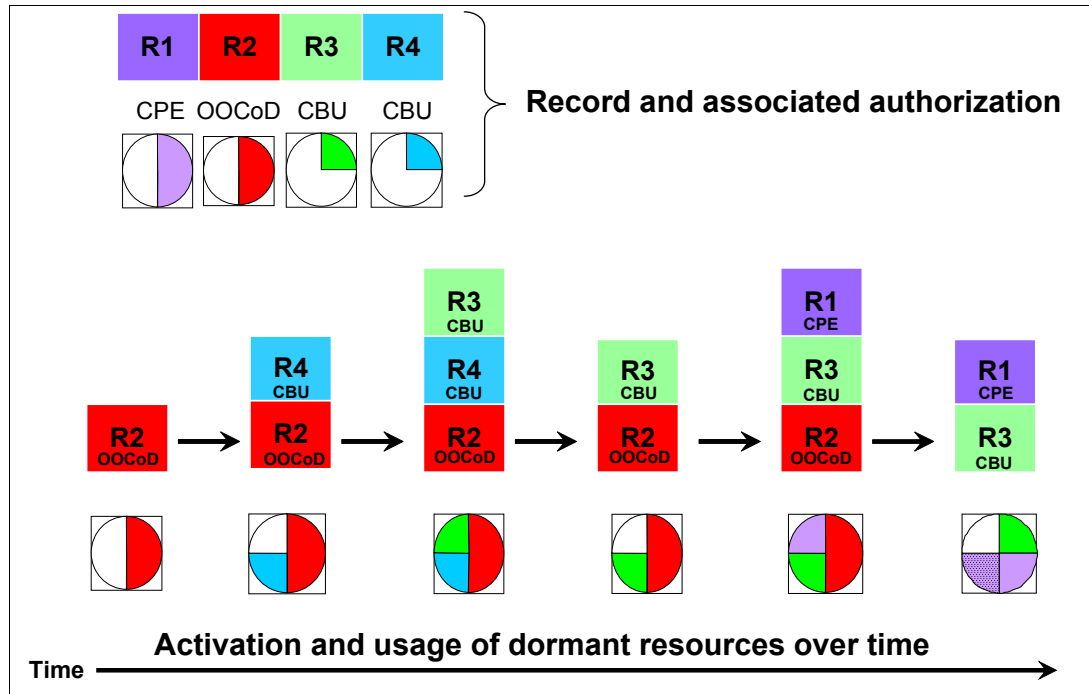 R1 R2 R3 R4
CPE OOCoD CBU CBU
Record and associated authorization
R2
OOCoD
R4
CBU
R2
OOCoD
R3
CBU
R4
CBU
R2
OOCoD
R3
CBU
R2
OOCoD
R1
CPE
R3
CBU
R2
OOCoD
R1
CPE
R3
CBU
Activation and usage of dormant resources over time
Time